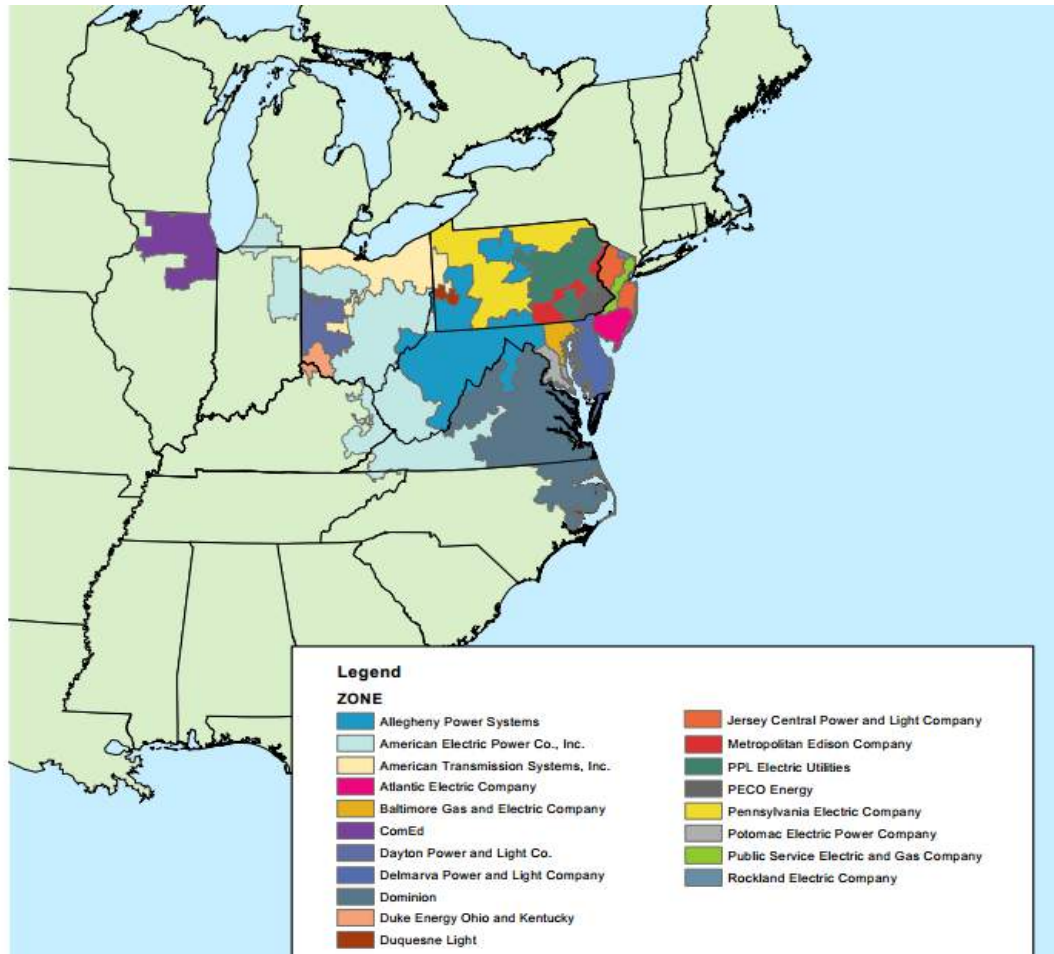 Legend
ZONE
Allegheny Power Systems
American Electric Power Co., Inc.
American Transmission Systems, Inc.
Atlantic Electric Company
Baltimore Gas and Electric Company
ComEd
Dayton Power and Light Co.
Delmarva Power and Light Company
Dominion
Duke Energy Ohio and Kentucky
Duquesne Light
Jersey Central Power and Light Company
Metropolitan Edison Company
PPL Electric Utilities
PECO Energy
Pennsylvania Electric Company
Potomac Electric Power Company
Public Service Electric and Gas Company
Rockland Electric Company